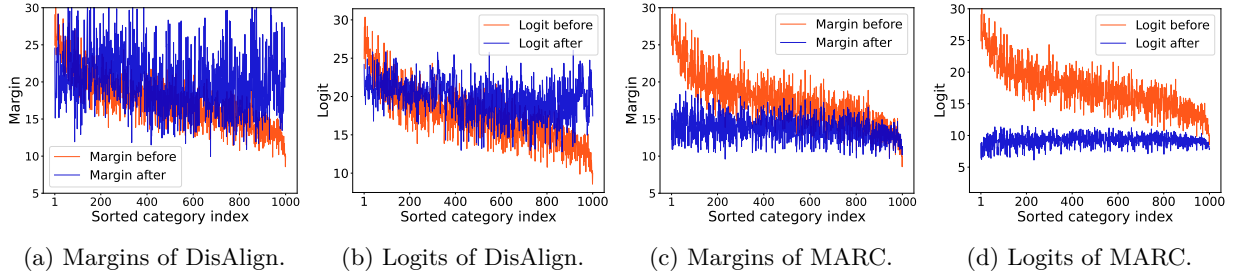 30
25
20
15
10
5
Margin
Margin before
Margin after
1 200 400 600 800 1000
Sorted category index
(a) Margins of DisAlign.
30
25
20
15
10
Logit
Logit before
Logit after
1 200 400 600 800 1000
Sorted category index
(b) Logits of DisAlign.
30
25
20
15
10
5
Margin
Margin before
Margin after
1 200 400 600 800 1000
Sorted category index
(c) Margins of MARC.
30
25
20
15
10
5
Logit
Logit before
Logit after
1 200 400 600 800 1000
Sorted category index
(d) Logits of MARC.